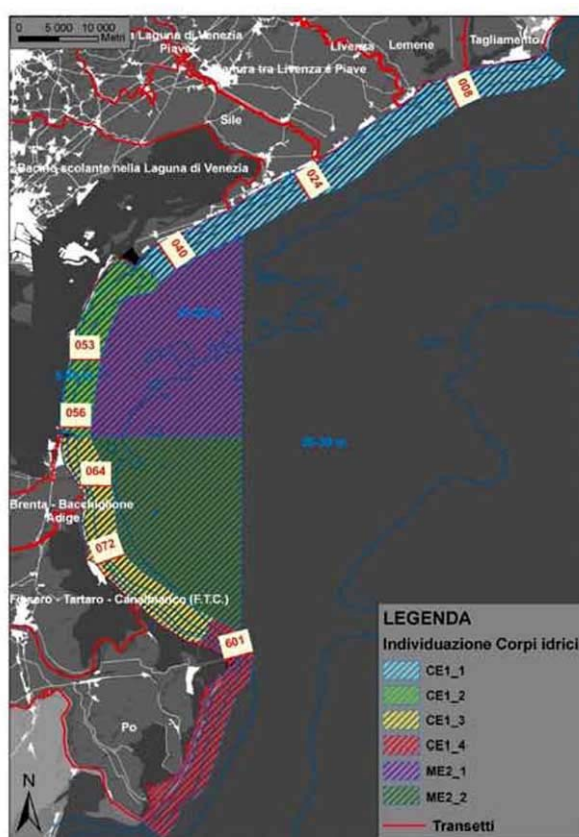 0 5 000 10 000
Metri
Laguna di Venezia
Piave
Livenza
Lemene
Tagliamento
tra Livenza e Piave
Sile
Bacino scolante nella Laguna di Venezia
008
024
040
053
056
064
Brenta - Bacchiglione
Adige
072
Fissero - Tartaro - Canalbianco (F.T.C.)
601
Po
N
LEGENDA
Individuazione Corpi idrici
CE1_1
CE1_2
CE1_3
CE1_4
ME2_1
ME2_2
Transetti